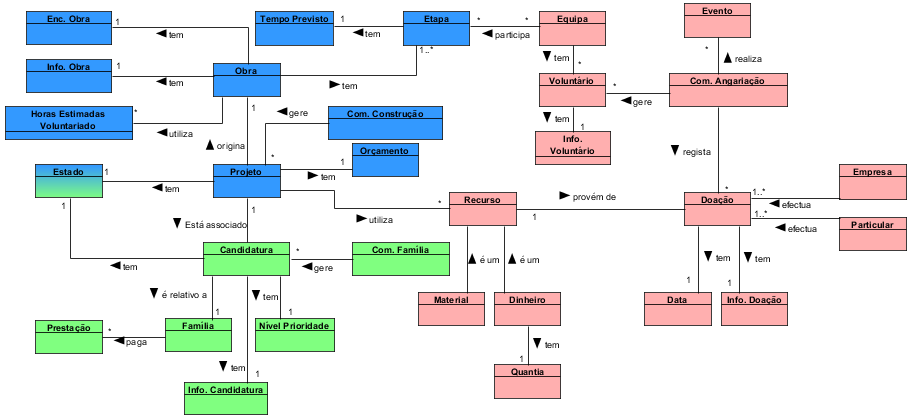 Enc. Obra
1
tem
Tempo Previsto
1
tem
Etapa
*
*
participa
1..*
Equipa
Evento
*
realiza
Info. Obra
1
tem
Obra
tem
tem
*
Voluntário
*
gere
Com. Angariação
Horas Estimadas
Voluntariado
*
utiliza
1
origina
gere
Com. Construção
tem
1
Info.
Voluntário
regista
Orçamento
1
tem
*
Estado
1
tem
Projeto
1
*
Recurso
1
provém de
*
Doação
1..*
efectua
Empresa
1..*
efectua
Particular
1
Está associado
utiliza
1
Candidatura
*
gere
Com. Família
tem
é um
é um
tem
tem
é relativo a
tem
1
1
Material
Dinheiro
1
Data
1
Info. Doação
Prestação
*
paga
Família
Nível Prioridade
tem
tem
1
1
Quantia
Info. Candidatura